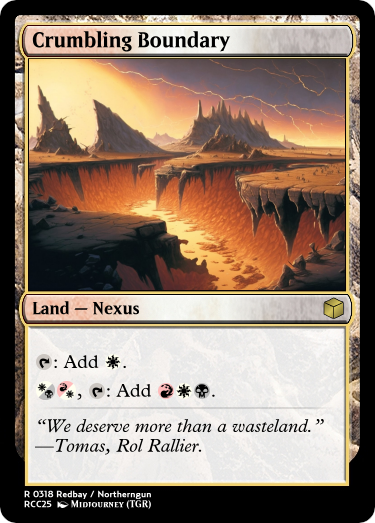 Crumbling Boundary
Land — Nexus
: Add .
, : Add .
“We deserve more than a wasteland.”
—Tomas, Rol Rallier.
R 0318 Redbay / Northerngun
RCC25 Midjourney (TGR)